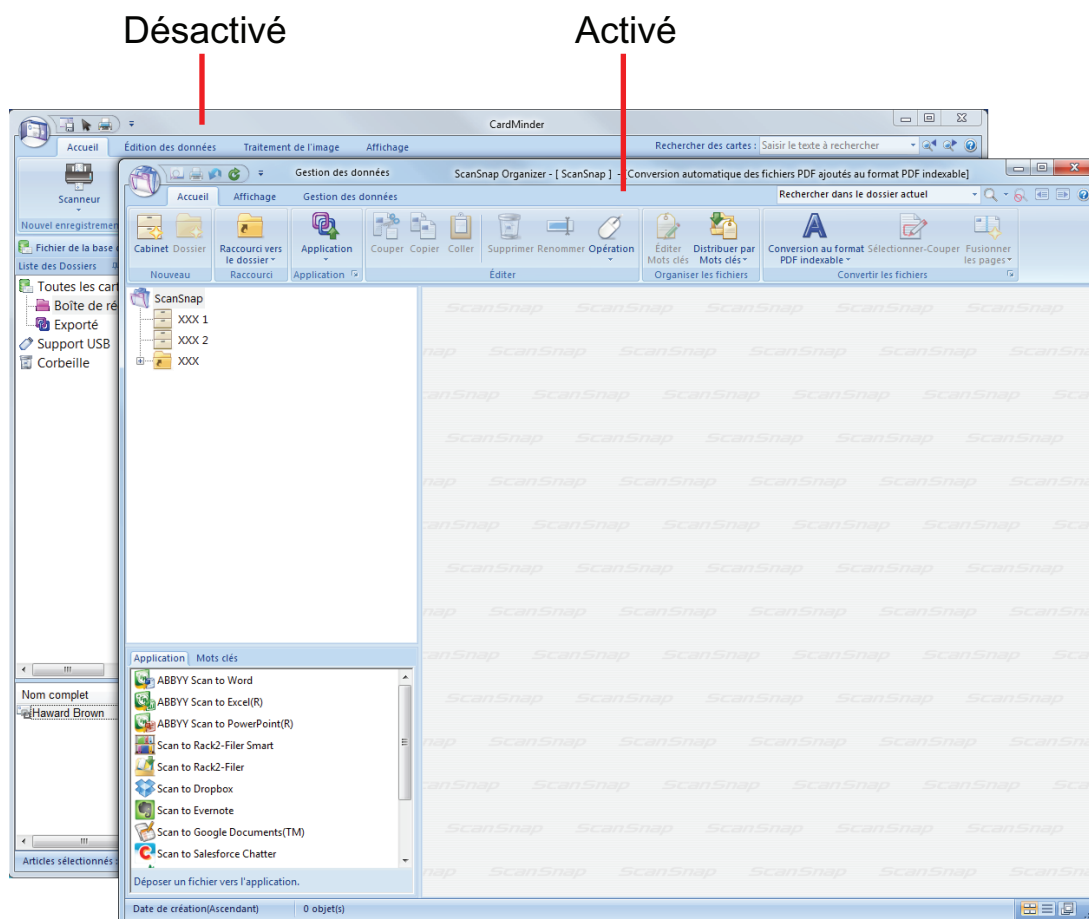 Désactivé
Activé
CardMinder
Accueil Édition des données Traitement de l'image Affichage Rechercher des cartes : Saisir le texte à rechercher
Scanneur
Nouvel enregistremen
Fichier de la base
Liste des Dossiers
Toutes les cart
Boîte de ré
Exporté
Support USB
Corbeille
Nom complet
Haward Brown
Articles sélectionnés :
Gestion des données ScanSnap Organizer - [ ScanSnap ] - [Conversion automatique des fichiers PDF ajoutés au format PDF indexable]
Accueil Affichage Gestion des données Rechercher dans le dossier actuel
Cabinet Dossier Raccourci vers Application Couper Copier Coller Supprimer Renommer Opération Éditer Distribuer par Conversion au format Sélectionner-Couper Fusionner
le dossier Mots clés Mots clés PDF indexable les pages
Nouveau Raccourci Application Éditer Organiser les fichiers Convertir les fichiers
ScanSnap
XXX 1
XXX 2
XXX
Application Mots clés
ABBYY Scan to Word
ABBYY Scan to Excel(R)
ABBYY Scan to PowerPoint(R)
Scan to Rack2-Filer Smart
Scan to Rack2-Filer
Scan to Dropbox
Scan to Evernote
Scan to Google Documents(TM)
Scan to Salesforce Chatter
Déposer un fichier vers l'application.
Date de création(Ascendant) 0 objet(s)
ScanSnap ScanSnap ScanSnap ScanSnap ScanSnap